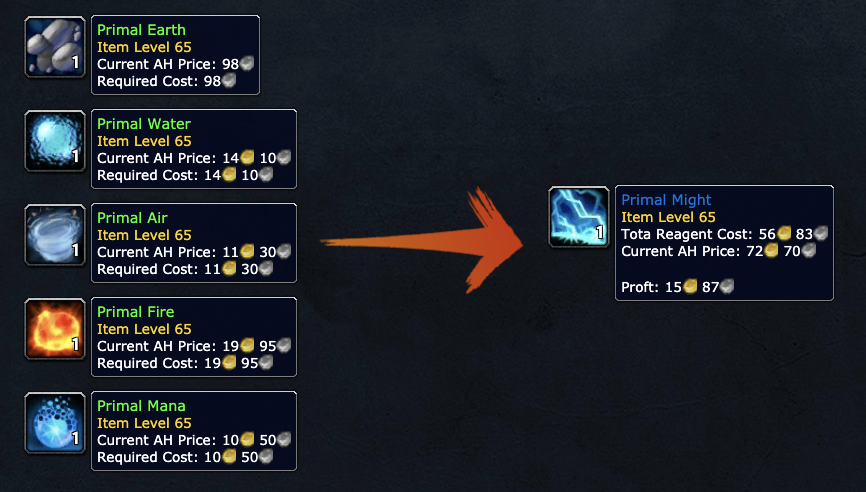 Primal Earth
Item Level 65
Current AH Price: 98
Required Cost: 98
1
Primal Water
Item Level 65
Current AH Price: 14 10
Required Cost: 14 10
1
Primal Air
Item Level 65
Current AH Price: 11 30
Required Cost: 11 30
1
Primal Fire
Item Level 65
Current AH Price: 19 95
Required Cost: 19 95
1
Primal Mana
Item Level 65
Current AH Price: 10 50
Required Cost: 10 50
1
Primal Might
Item Level 65
Tota Reagent Cost: 56 83
Current AH Price: 72 70
Proft: 15 87
1